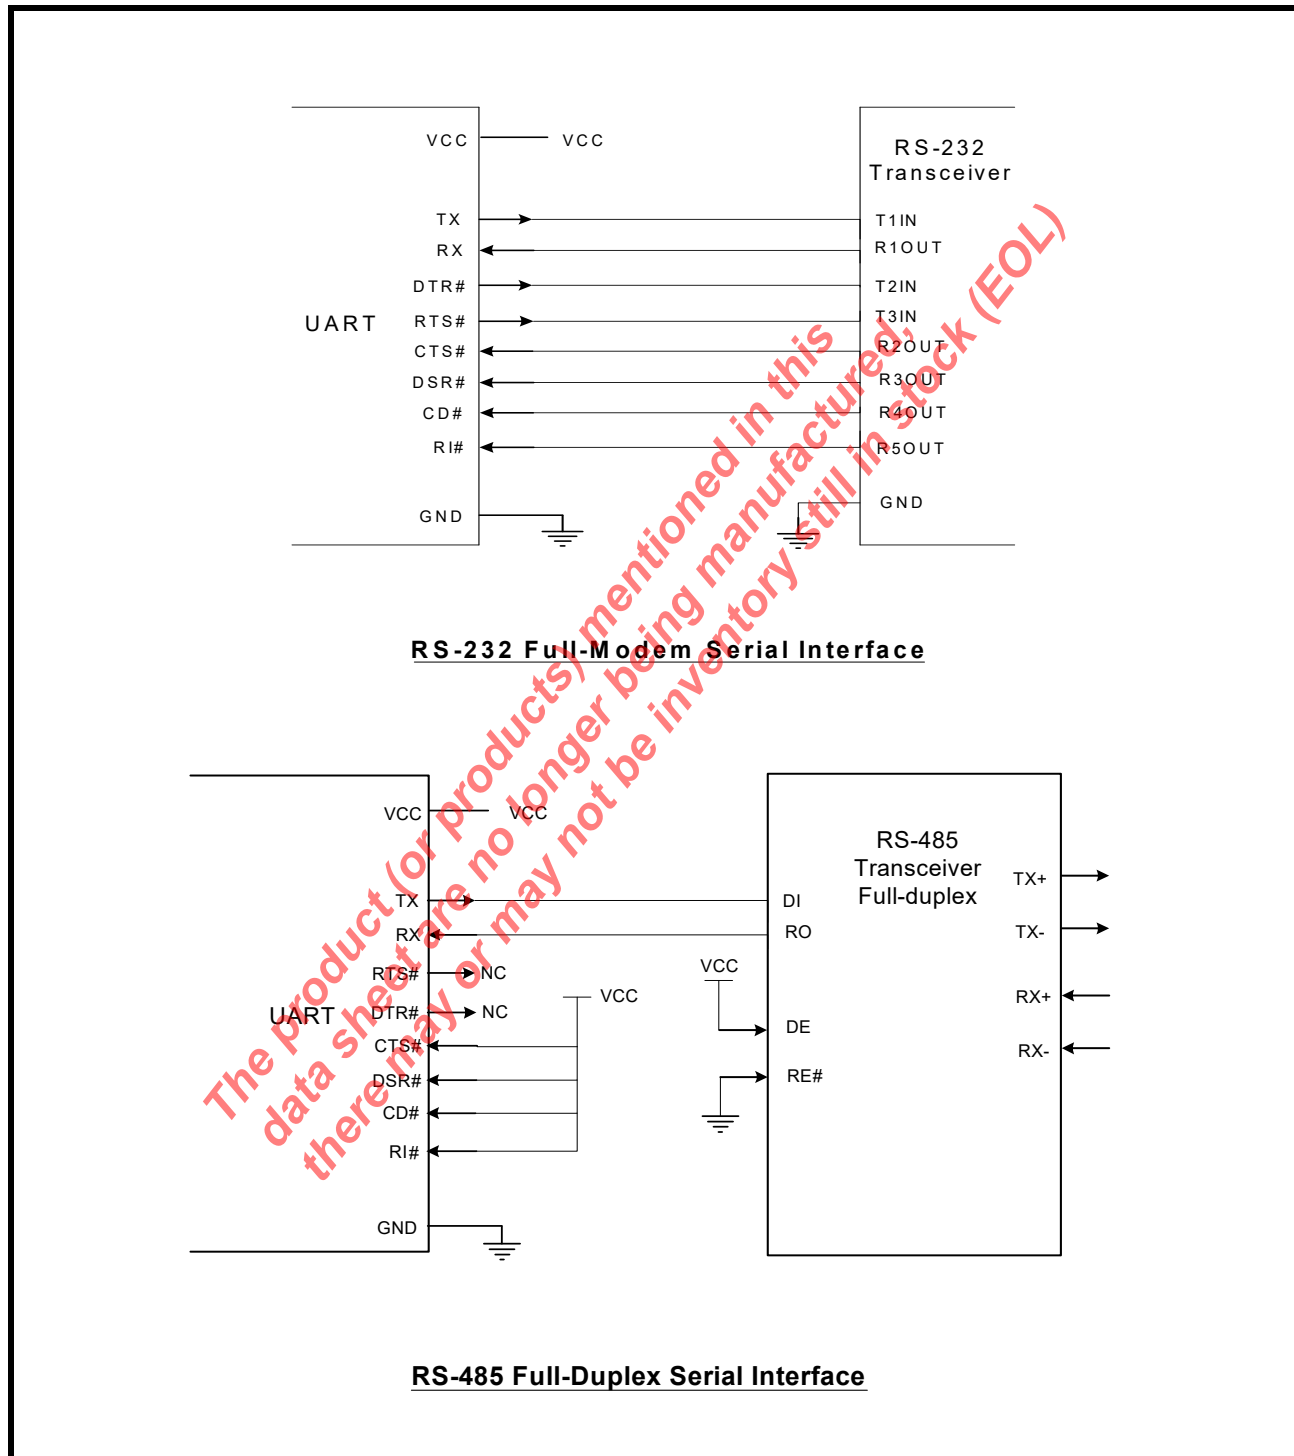 VCC VCC
RS-232
Transceiver
TX T1IN
RX R1OUT
DTR# T2IN
UART RTS# T3IN
CTS# R2OUT
DSR# R3OUT
CD# R4OUT
RI# R5OUT
GND GND
RS-232 Full-Modem Serial Interface
The product (or products) mentioned in this
data sheet are no longer being manufactured,
there may or may not be inventory still in stock (EOL)
VCC VCC
RS-485
Transceiver
Full-duplex
TX+
TX DI
TX-
RX RO
RTS# NC
VCC
VCC
RX+
UART DTR# NC
DE
CTS#
RX-
DSR# RE#
CD#
RI#
GND
RS-485 Full-Duplex Serial Interface